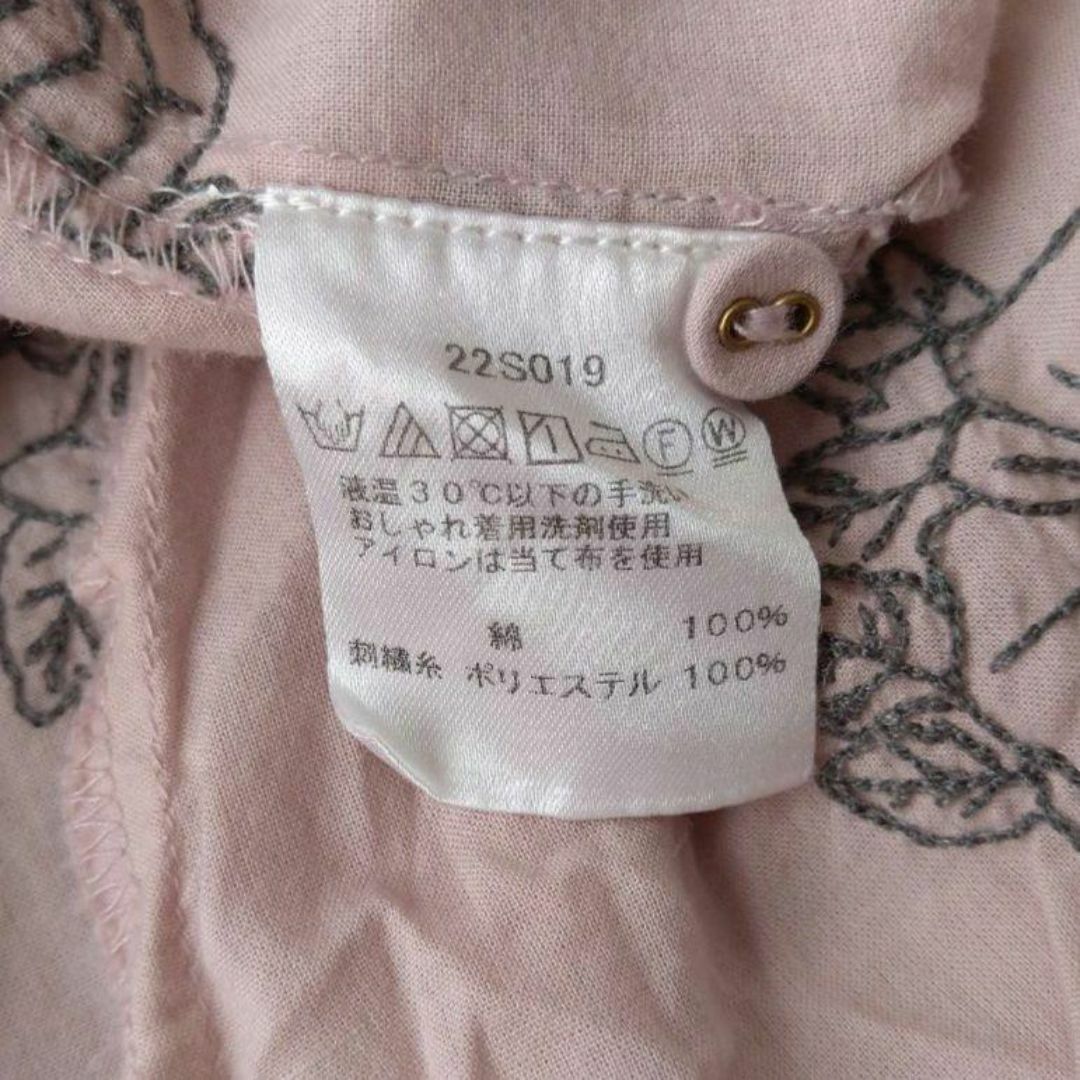 22S019
F W
液温30℃以下の手洗い
おしゃれ着用洗剤使用
アイロンは当て布を使用
綿 100%
刺繍糸 ポリエステル 100%